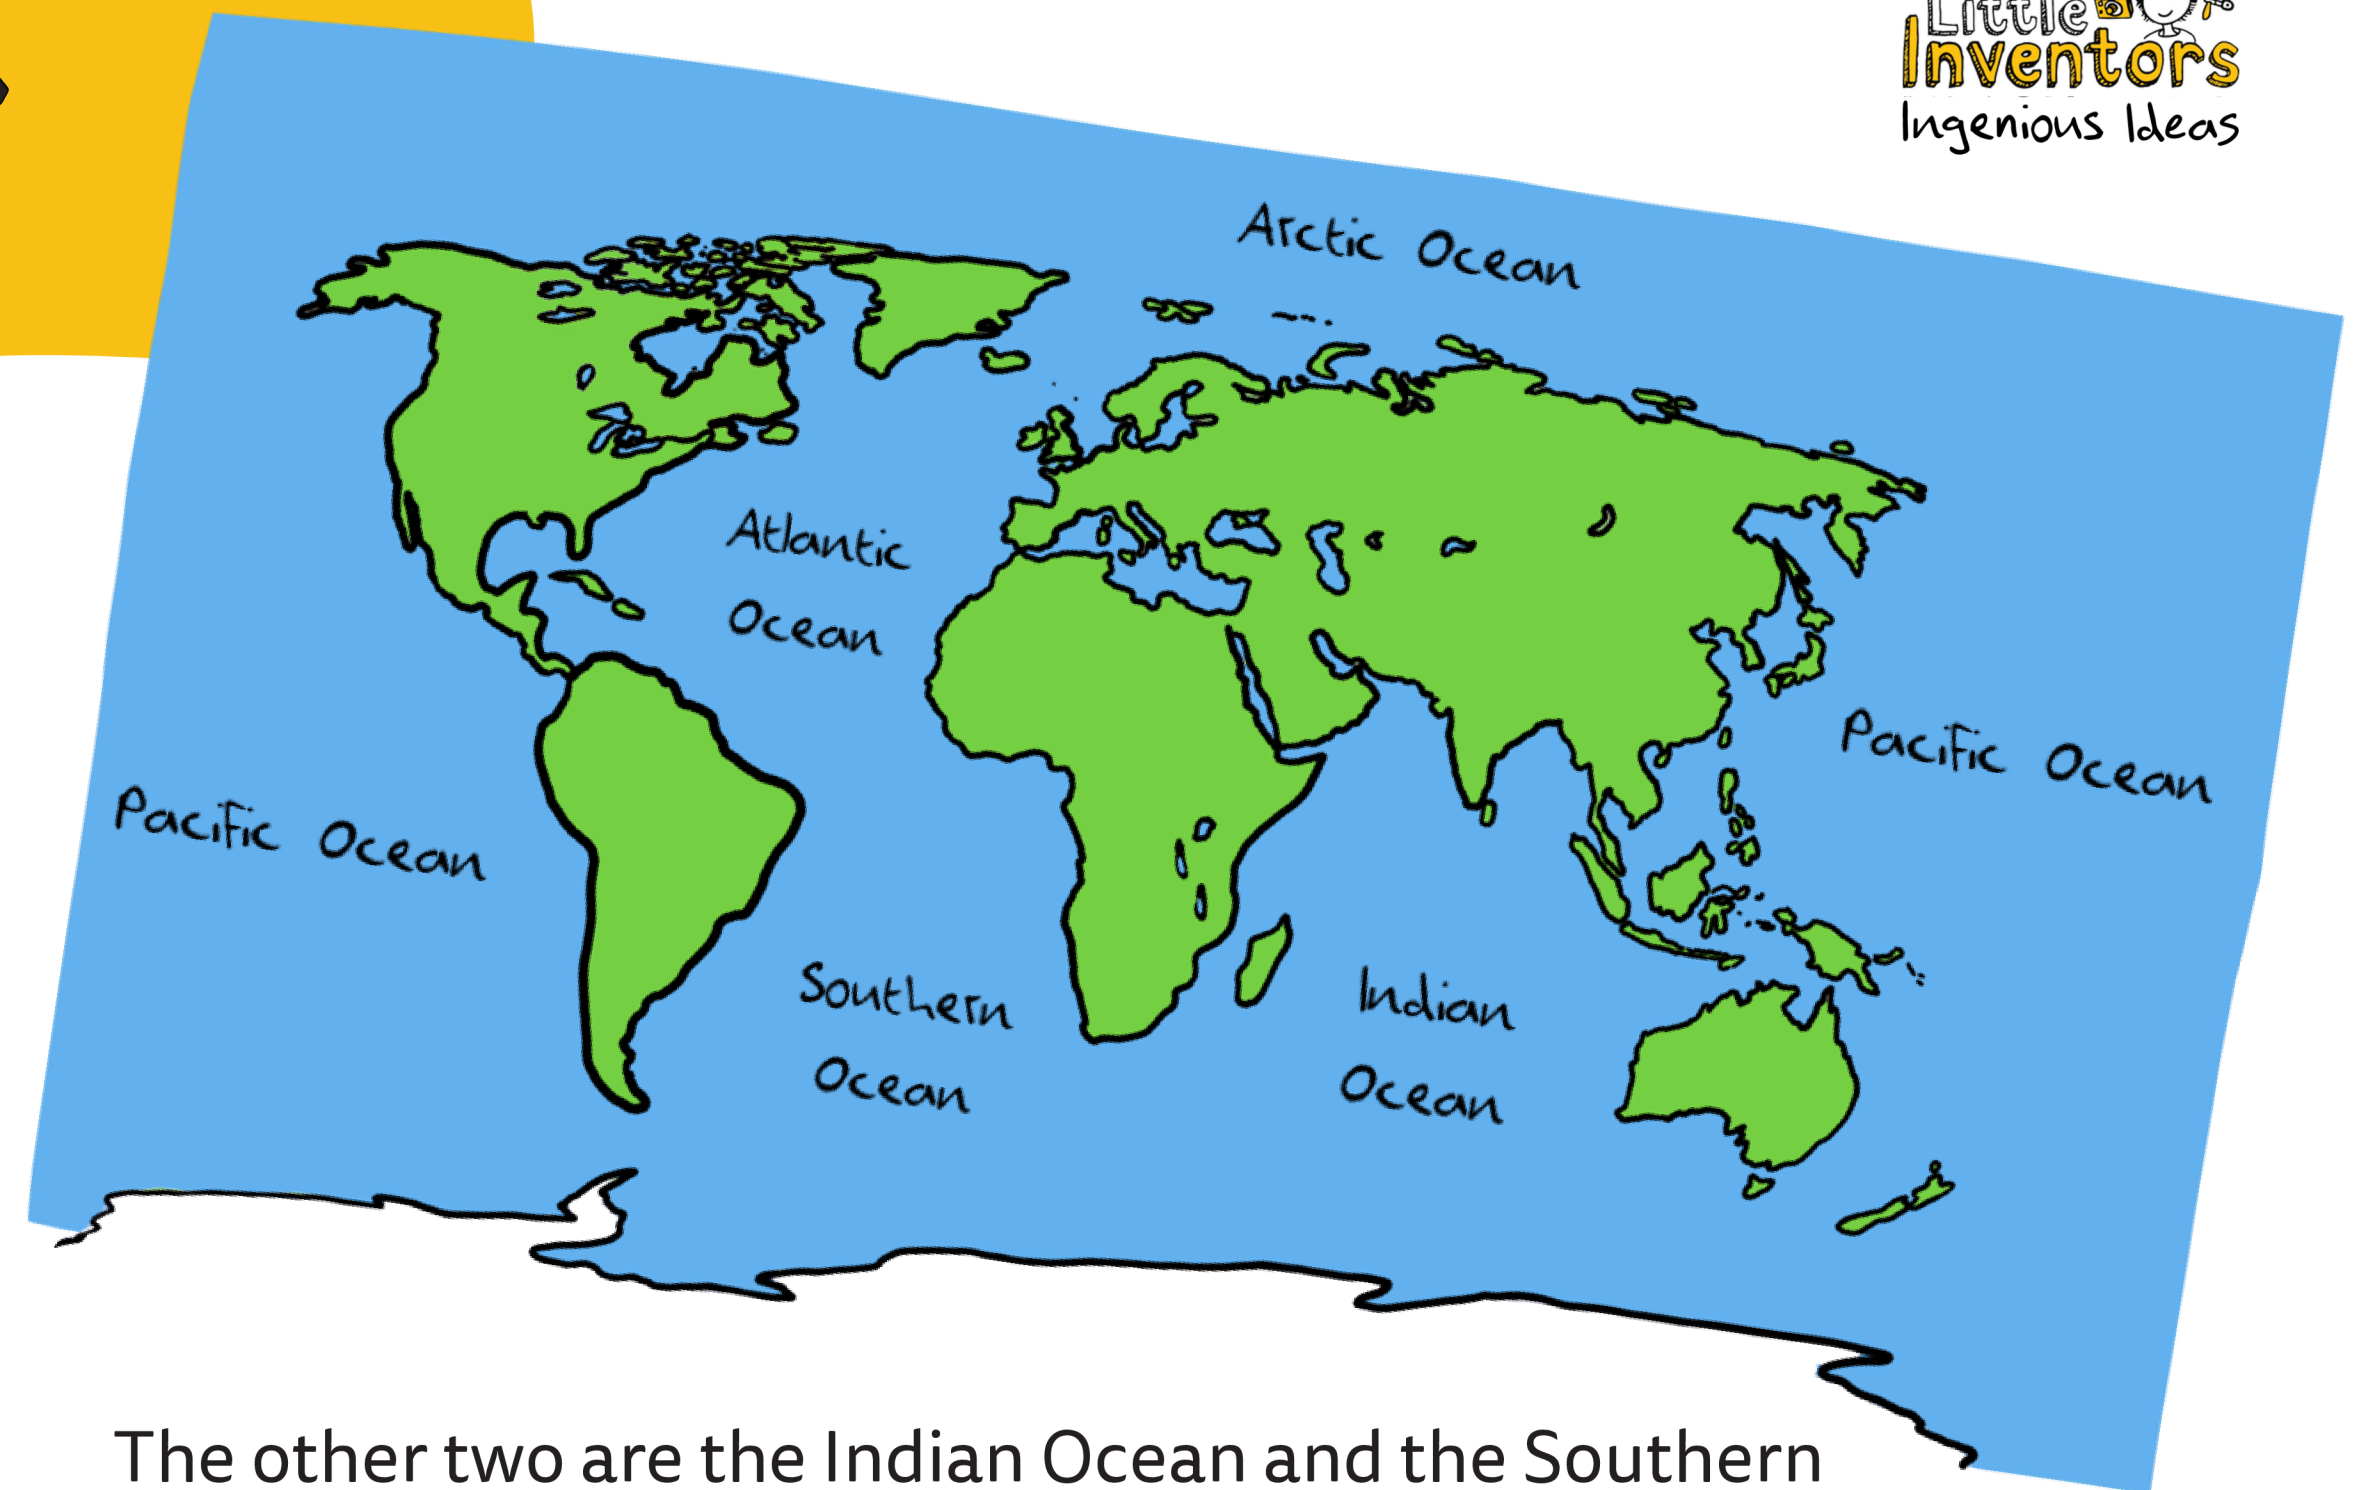 Little
Inventors
Ingenious Ideas
Arctic Ocean
Atlantic
Ocean
Pacific Ocean
Pacific Ocean
Southern
Ocean
Indian
Ocean
The other two are the Indian Ocean and the Southern